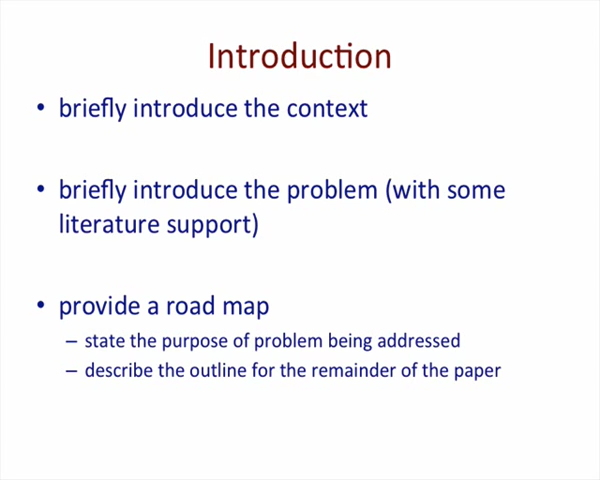 Introduction
• briefly introduce the context
• briefly introduce the problem (with some
literature support)
• provide a road map
– state the purpose of problem being addressed
– describe the outline for the remainder of the paper